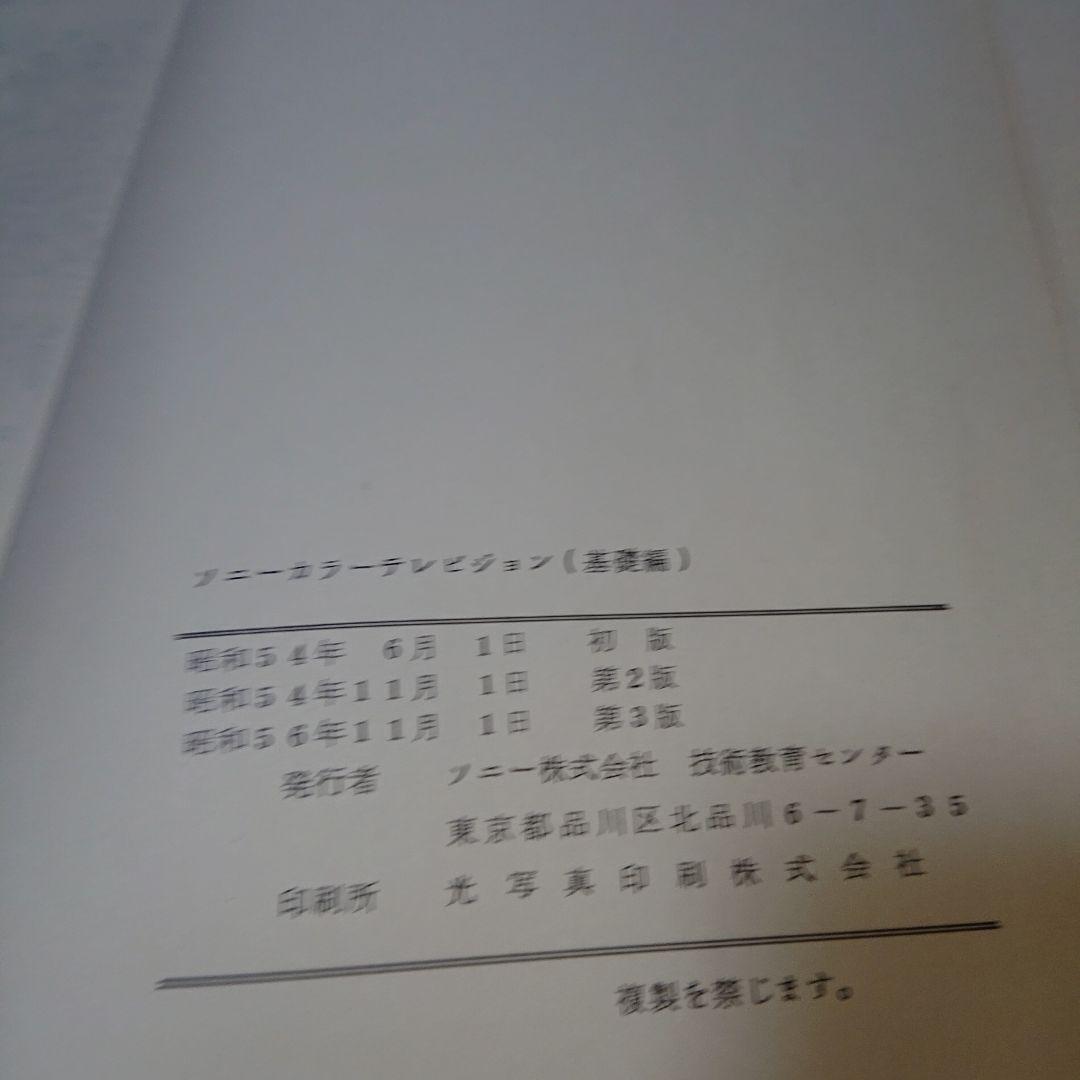 ソニーカラーテレビジョン(基礎編)
昭和54年 6月 1日 初 版
昭和54年11月 1日 第2版
昭和56年11月 1日 第3版
発行者 ソニー株式会社 技術教育センター
東京都品川区北品川6-7-35
印刷所 光写真印刷株式会社
複製を禁じます。